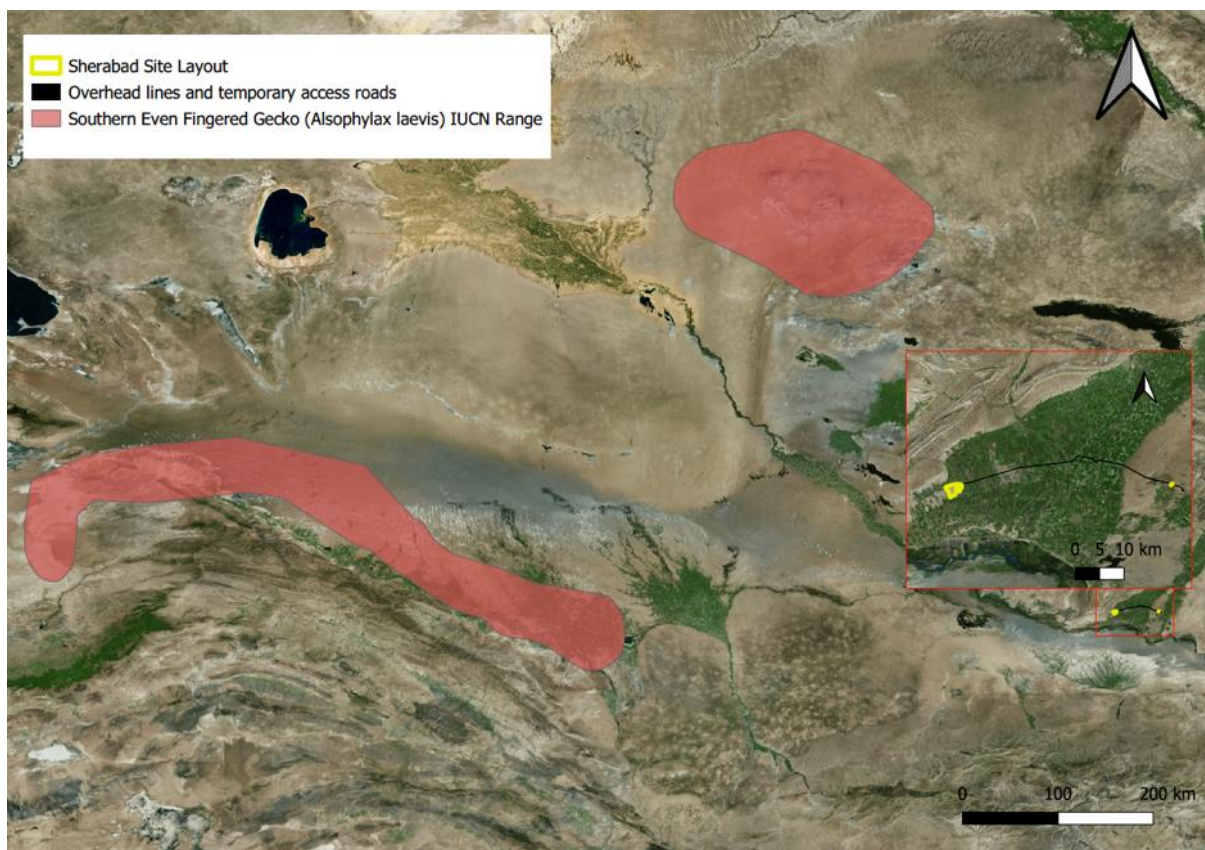 Sherabad Site Layout
Overhead lines and temporary access roads
Southern Even Fingered Gecko (Alsophylax laevis) IUCN Range
0 5 10 km
0 100 200 km